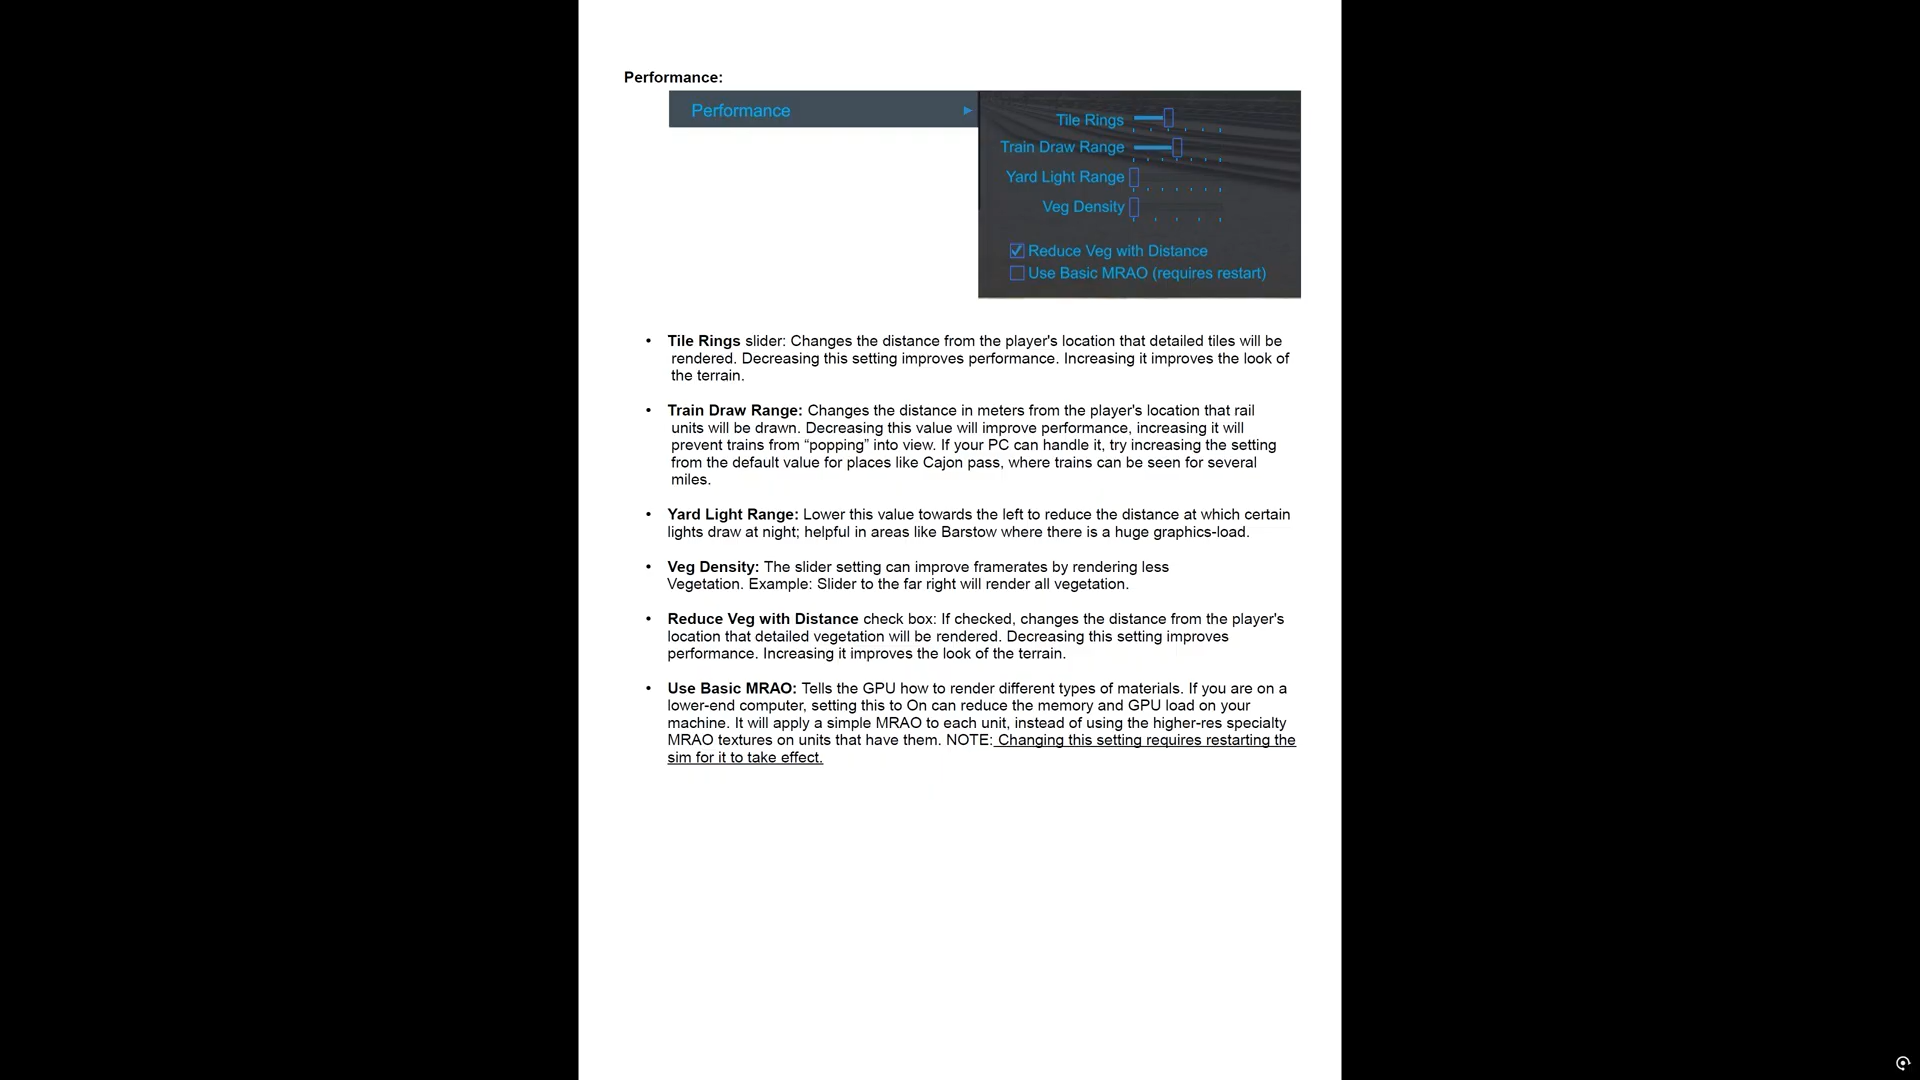 Performance:
Performance
Tile Rings
Train Draw Range
Yard Light Range
Veg Density
Reduce Veg with Distance
Use Basic MRAO (requires restart)
• Tile Rings slider: Changes the distance from the player's location that detailed tiles will be
rendered. Decreasing this setting improves performance. Increasing it improves the look of
the terrain.
• Train Draw Range: Changes the distance in meters from the player's location that rail
units will be drawn. Decreasing this value will improve performance, increasing it will
prevent trains from “popping” into view. If your PC can handle it, try increasing the setting
from the default value for places like Cajon pass, where trains can be seen for several
miles.
• Yard Light Range: Lower this value towards the left to reduce the distance at which certain
lights draw at night; helpful in areas like Barstow where there is a huge graphics-load.
• Veg Density: The slider setting can improve framerates by rendering less
Vegetation. Example: Slider to the far right will render all vegetation.
• Reduce Veg with Distance check box: If checked, changes the distance from the player's
location that detailed vegetation will be rendered. Decreasing this setting improves
performance. Increasing it improves the look of the terrain.
• Use Basic MRAO: Tells the GPU how to render different types of materials. If you are on a
lower-end computer, setting this to On can reduce the memory and GPU load on your
machine. It will apply a simple MRAO to each unit, instead of using the higher-res specialty
MRAO textures on units that have them. NOTE: Changing this setting requires restarting the
sim for it to take effect.